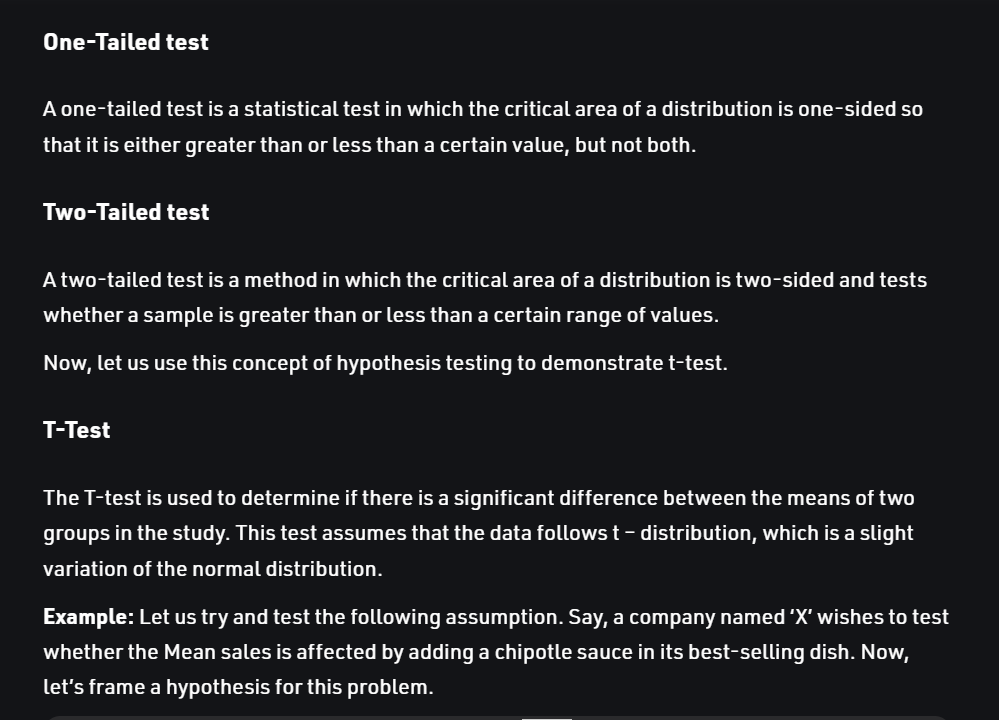 One-Tailed test
A one-tailed test is a statistical test in which the critical area of a distribution is one-sided so
that it is either greater than or less than a certain value, but not both.
Two-Tailed test
A two-tailed test is a method in which the critical area of a distribution is two-sided and tests
whether a sample is greater than or less than a certain range of values.
Now, let us use this concept of hypothesis testing to demonstrate t-test.
T-Test
The T-test is used to determine if there is a significant difference between the means of two
groups in the study. This test assumes that the data follows t – distribution, which is a slight
variation of the normal distribution.
Example: Let us try and test the following assumption. Say, a company named ‘X’ wishes to test
whether the Mean sales is affected by adding a chipotle sauce in its best-selling dish. Now,
let’s frame a hypothesis for this problem.